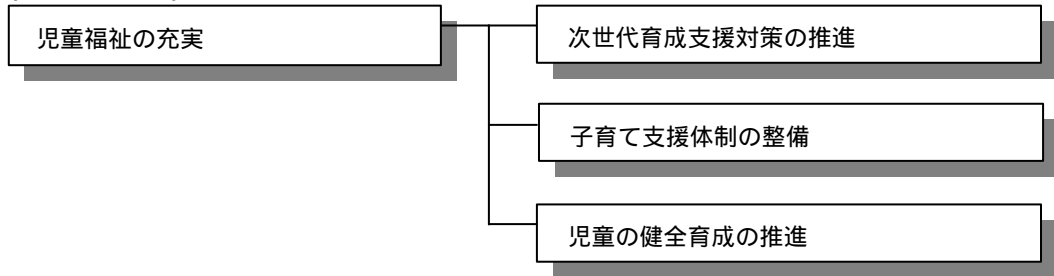 児童福祉の充実
次世代育成支援対策の推進
子育て支援体制の整備
児童の健全育成の推進